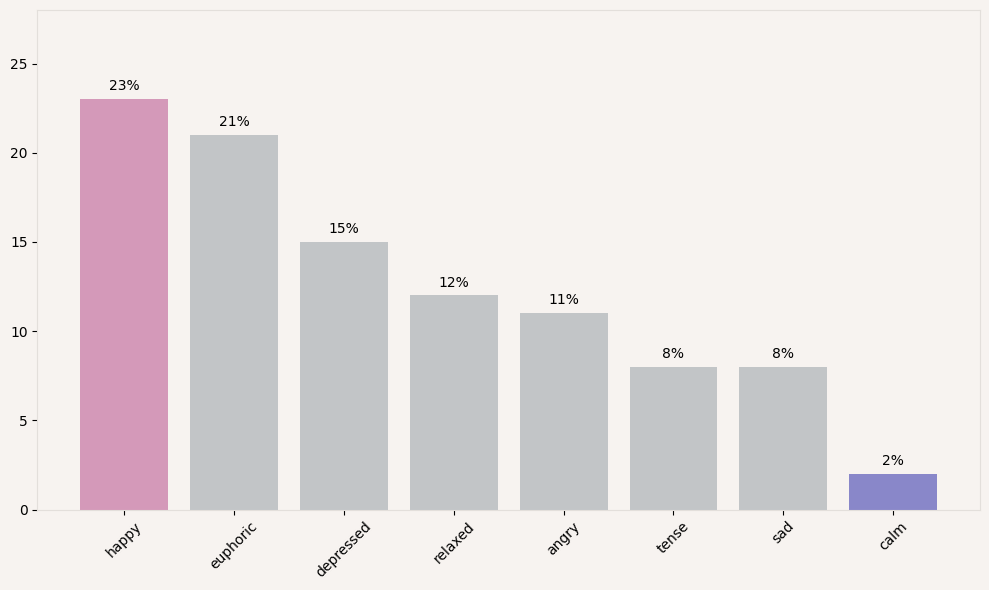 25
20
15
10
5
0
23%
21%
15%
12%
11%
8%
8%
2%
happy
euphoric
depressed
relaxed
angry
tense
sad
calm